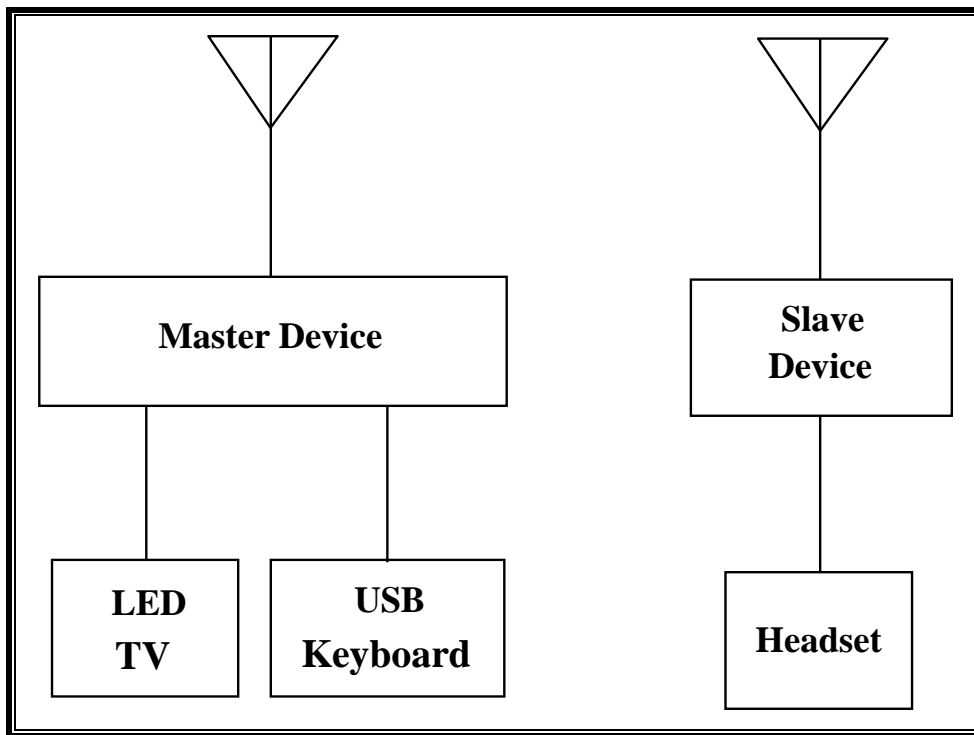 Master Device
Slave
Device
LED
TV
USB
Keyboard
Headset